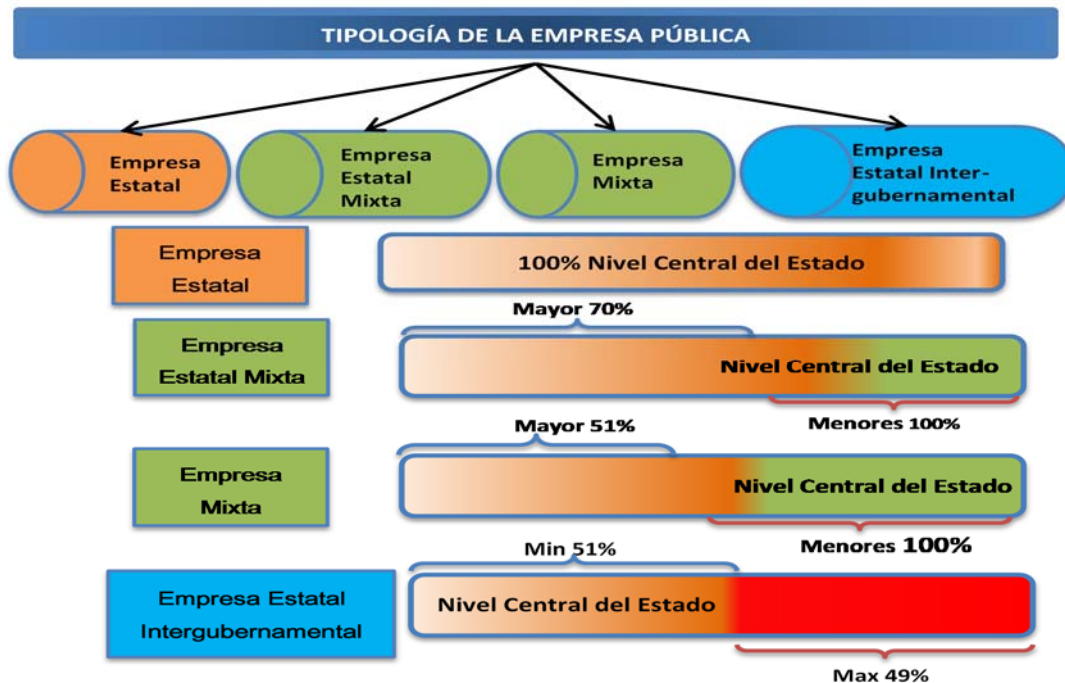 TIPOLOGÍA DE LA EMPRESA PÚBLICA
Empresa
Estatal
Empresa
Estatal
Mixta
Empresa
Mixta
Empresa
Estatal Inter-
gubernamental
Empresa
Estatal
100% Nivel Central del Estado
Mayor 70%
Empresa
Estatal Mixta
Nivel Central del Estado
Menores 100%
Mayor 51%
Empresa
Mixta
Nivel Central del Estado
Menores 100%
Min 51%
Empresa Estatal
Intergubernamental
Nivel Central del Estado
Max 49%